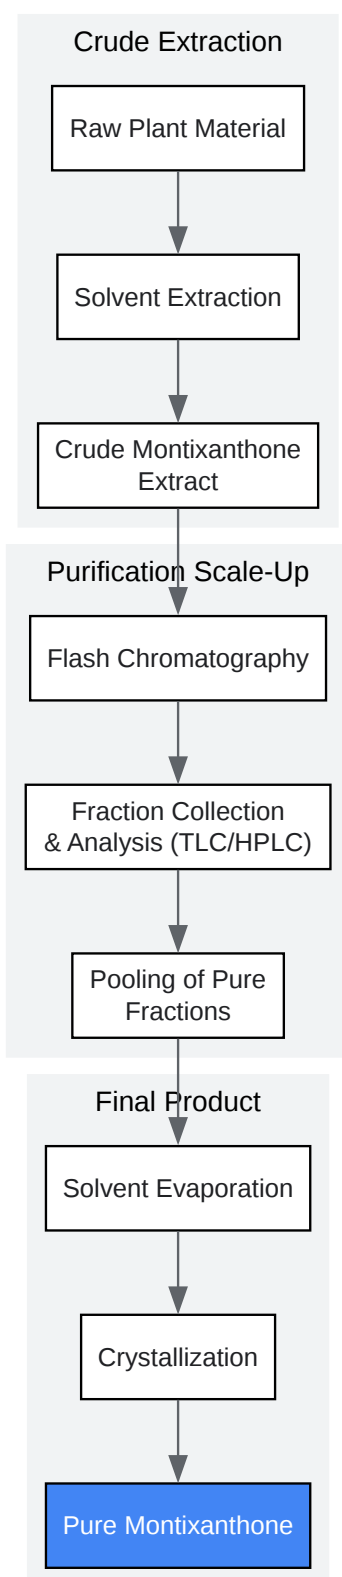 Crude Extraction
Raw Plant Material
Solvent Extraction
Crude Montixanthone
Extract
Purification Scale-Up
Flash Chromatography
Fraction Collection
& Analysis (TLC/HPLC)
Pooling of Pure
Fractions
Final Product
Solvent Evaporation
Crystallization
Pure Montixanthone